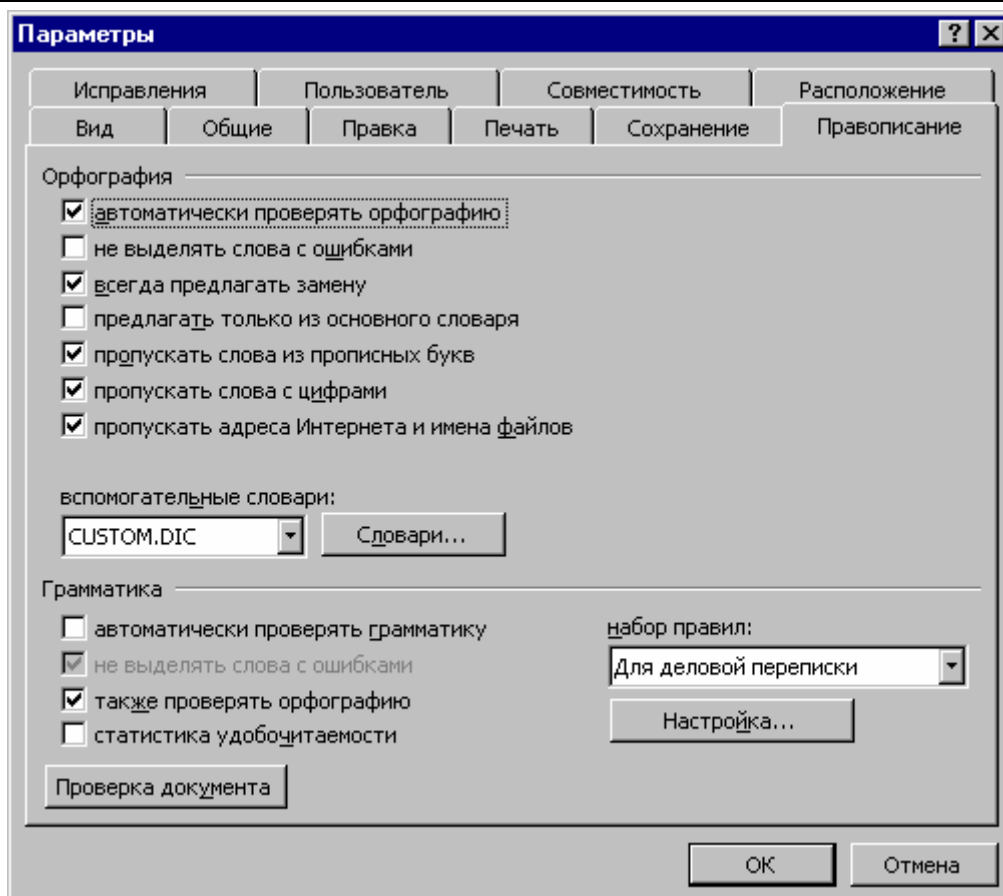 Параметры
Исправления Пользователь Совместимость Расположение
Вид Общие Правка Печать Сохранение Правописание
Орфография
автоматически проверять орфографию
не выделять слова с ошибками
всегда предлагать замену
предлагать только из основного словаря
пропускать слова из прописных букв
пропускать слова с цифрами
пропускать адреса Интернета и имена файлов
вспомогательные словари:
CUSTOM.DIC Словари...
Грамматика
автоматически проверять грамматику набор правил:
не выделять слова с ошибками Для деловой переписки
также проверять орфографию
статистика удобочитаемости Настройка...
Проверка документа
ОК Отмена